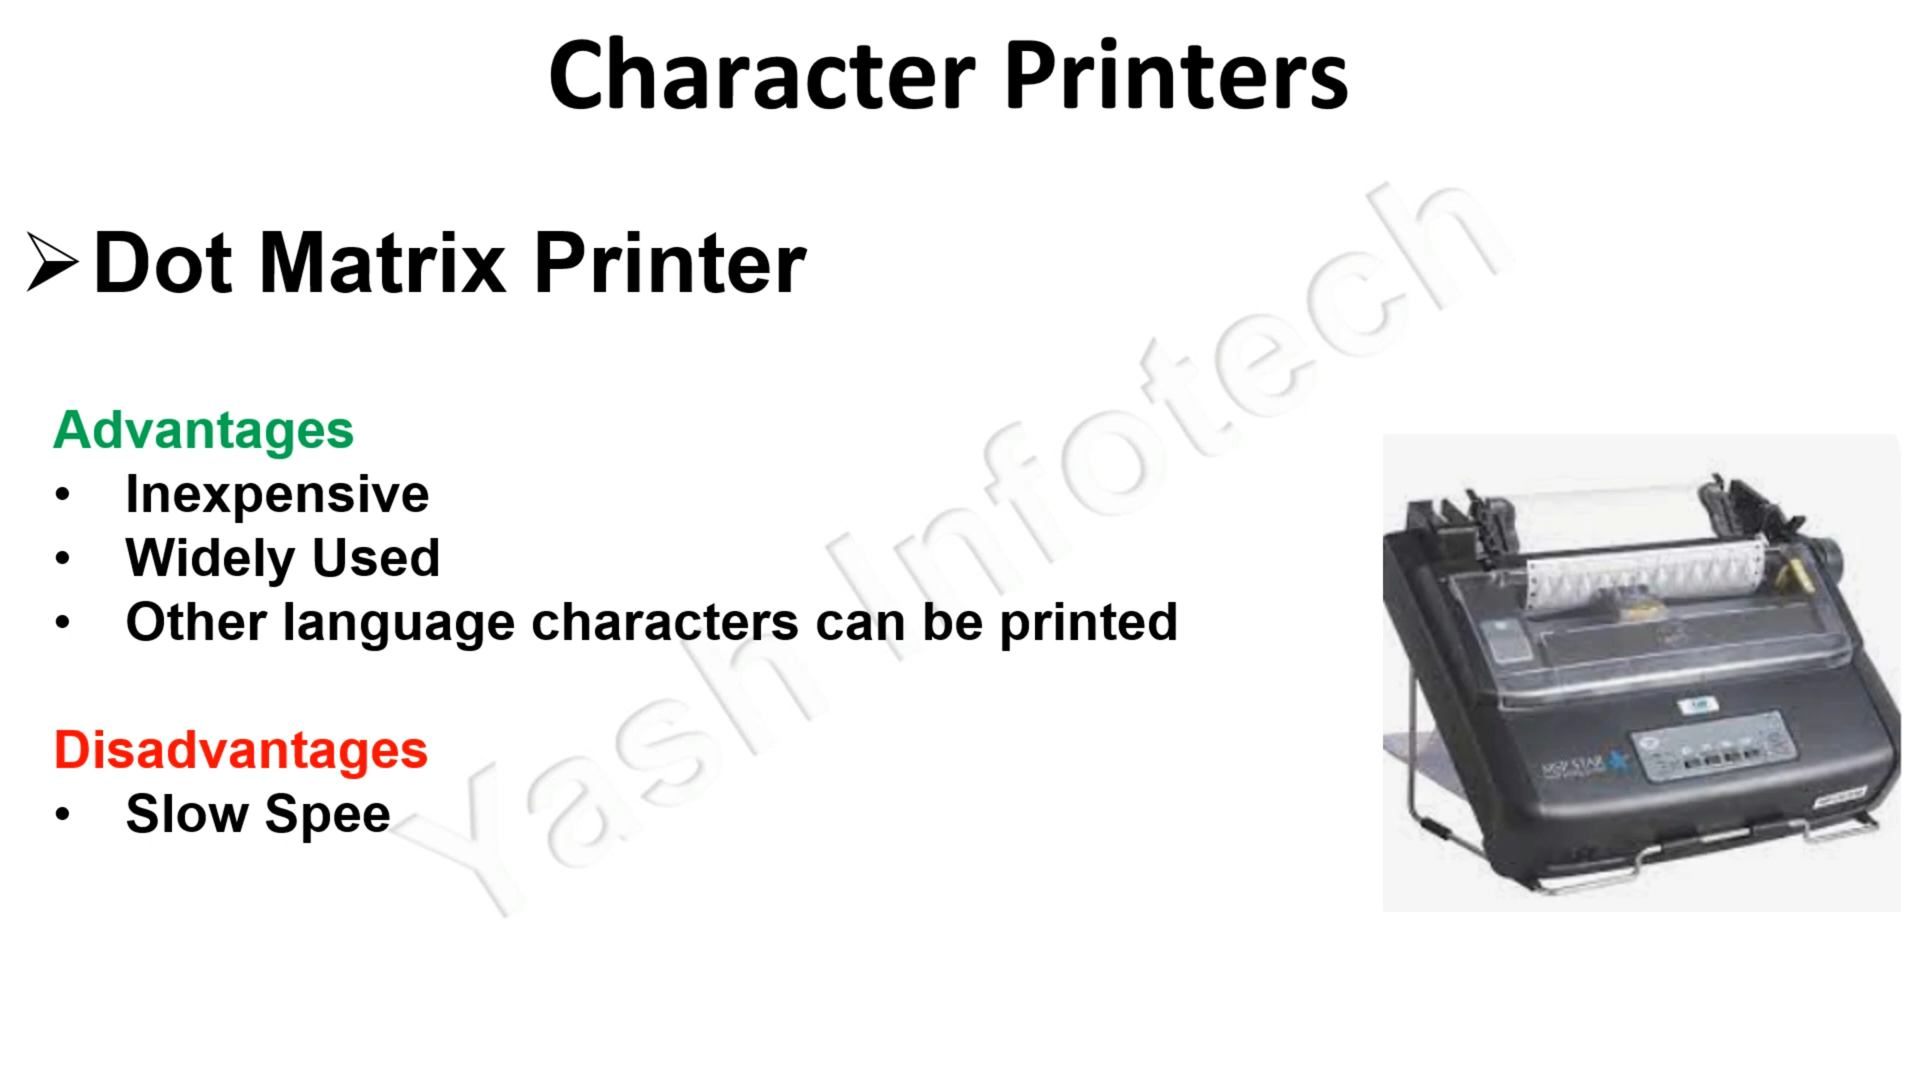 Character Printers
➢Dot Matrix Printer
Advantages
• Inexpensive
• Widely Used
• Other language characters can be printed
Disadvantages
• Slow Spee
Yash Infotech